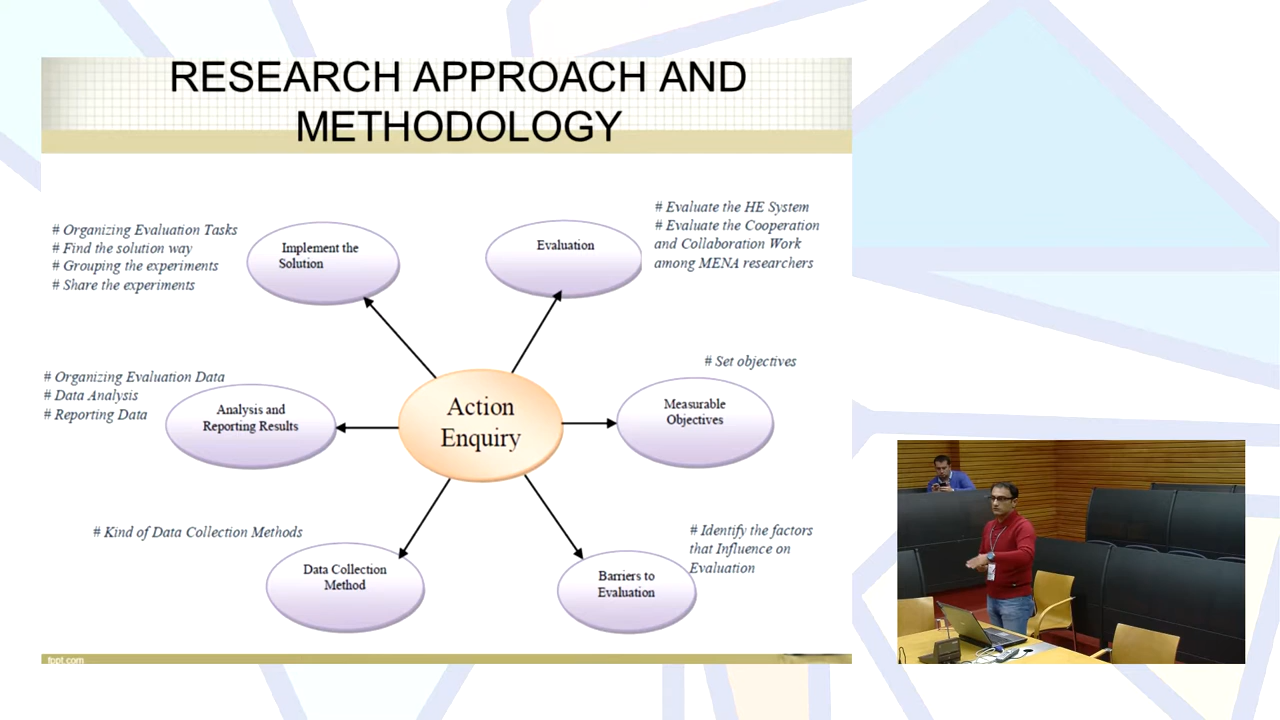 RESEARCH APPROACH AND
METHODOLOGY
# Organizing Evaluation Tasks
# Find the solution way
# Grouping the experiments
# Share the experiments
Implement the
Solution
Evaluation
# Evaluate the HE System
# Evaluate the Cooperation
and Collaboration Work
among MENA researchers
# Organizing Evaluation Data
# Data Analysis
# Reporting Data
Analysis and
Reporting Results
Action
Enquiry
# Set objectives
Measurable
Objectives
# Kind of Data Collection Methods
Data Collection
Method
Barriers to
Evaluation
# Identify the factors
that Influence on
Evaluation
fppt.com